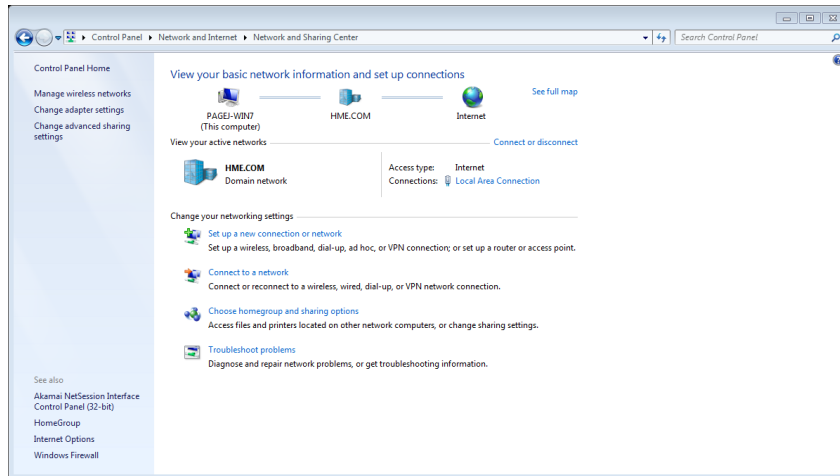 Control Panel Network and Internet Network and Sharing Center
Search Control Panel
Control Panel Home
Manage wireless networks
Change adapter settings
Change advanced sharing
settings
View your basic network information and set up connections
See full map
PAGEJ-WIN7
(This computer)
HME.COM
Internet
View your active networks
Connect or disconnect
HME.COM
Domain network
Access type: Internet
Connections: Local Area Connection
Change your networking settings
Set up a new connection or network
Set up a wireless, broadband, dial-up, ad hoc, or VPN connection; or set up a router or access point.
Connect to a network
Connect or reconnect to a wireless, wired, dial-up, or VPN network connection.
Choose homegroup and sharing options
Access files and printers located on other network computers, or change sharing settings.
Troubleshoot problems
Diagnose and repair network problems, or get troubleshooting information.
See also
Akamai NetSession Interface
Control Panel (32-bit)
HomeGroup
Internet Options
Windows Firewall